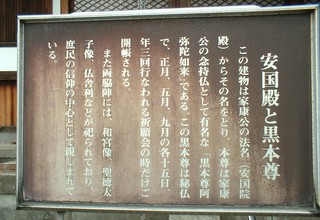 安国殿と黒本尊
この建物は家康公の法名「安国院
殿」からその名をとり、本尊は家康
公の念持仏として有名な「黒本尊阿
弥陀如来」である。この黒本尊は秘仏
で、正月、五月、九月の各十五日、
年三回行なわれる祈願会の時だけご
開帳される。
また両脇陣には、和宮像、聖徳太
子像、仏舎利などが祀られており、
庶民の信仰の中心として親しまれて
いる。